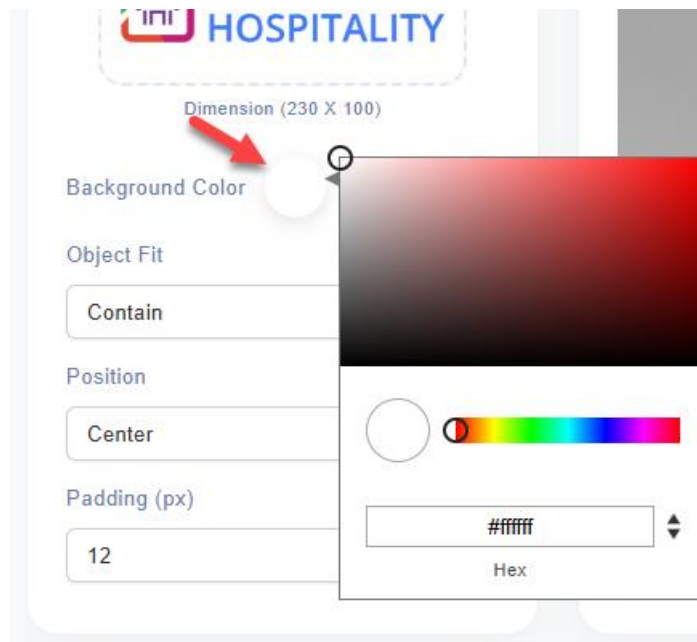 HOSPITALITY
Dimension (230 X 100)
Background Color
Object Fit
Contain
Position
Center
Padding (px)
12
#ffffff
Hex